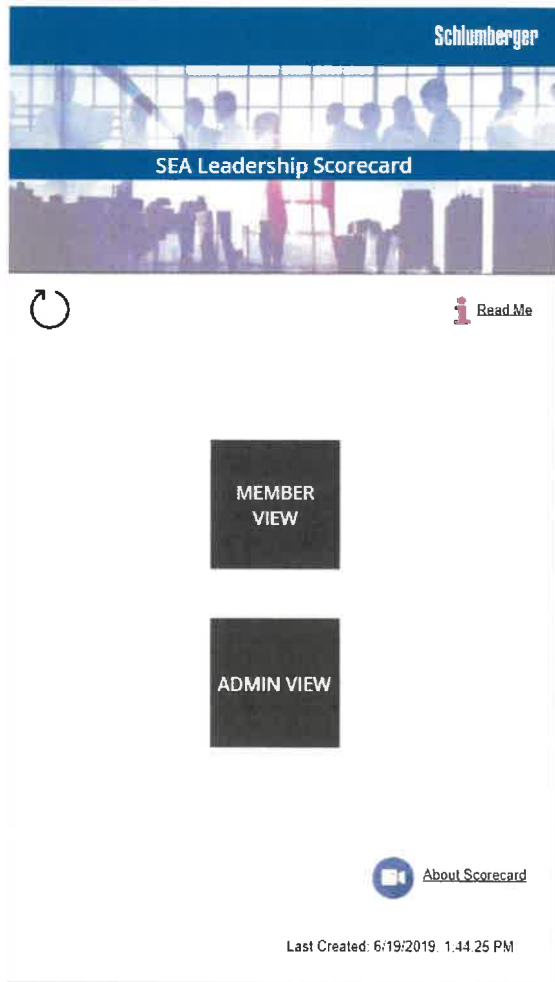 Schlumberger
SEA Leadership Scorecard
Read Me
MEMBER
VIEW
ADMIN VIEW
About Scorecard
Last Created: 6/19/2019. 1:44:25 PM